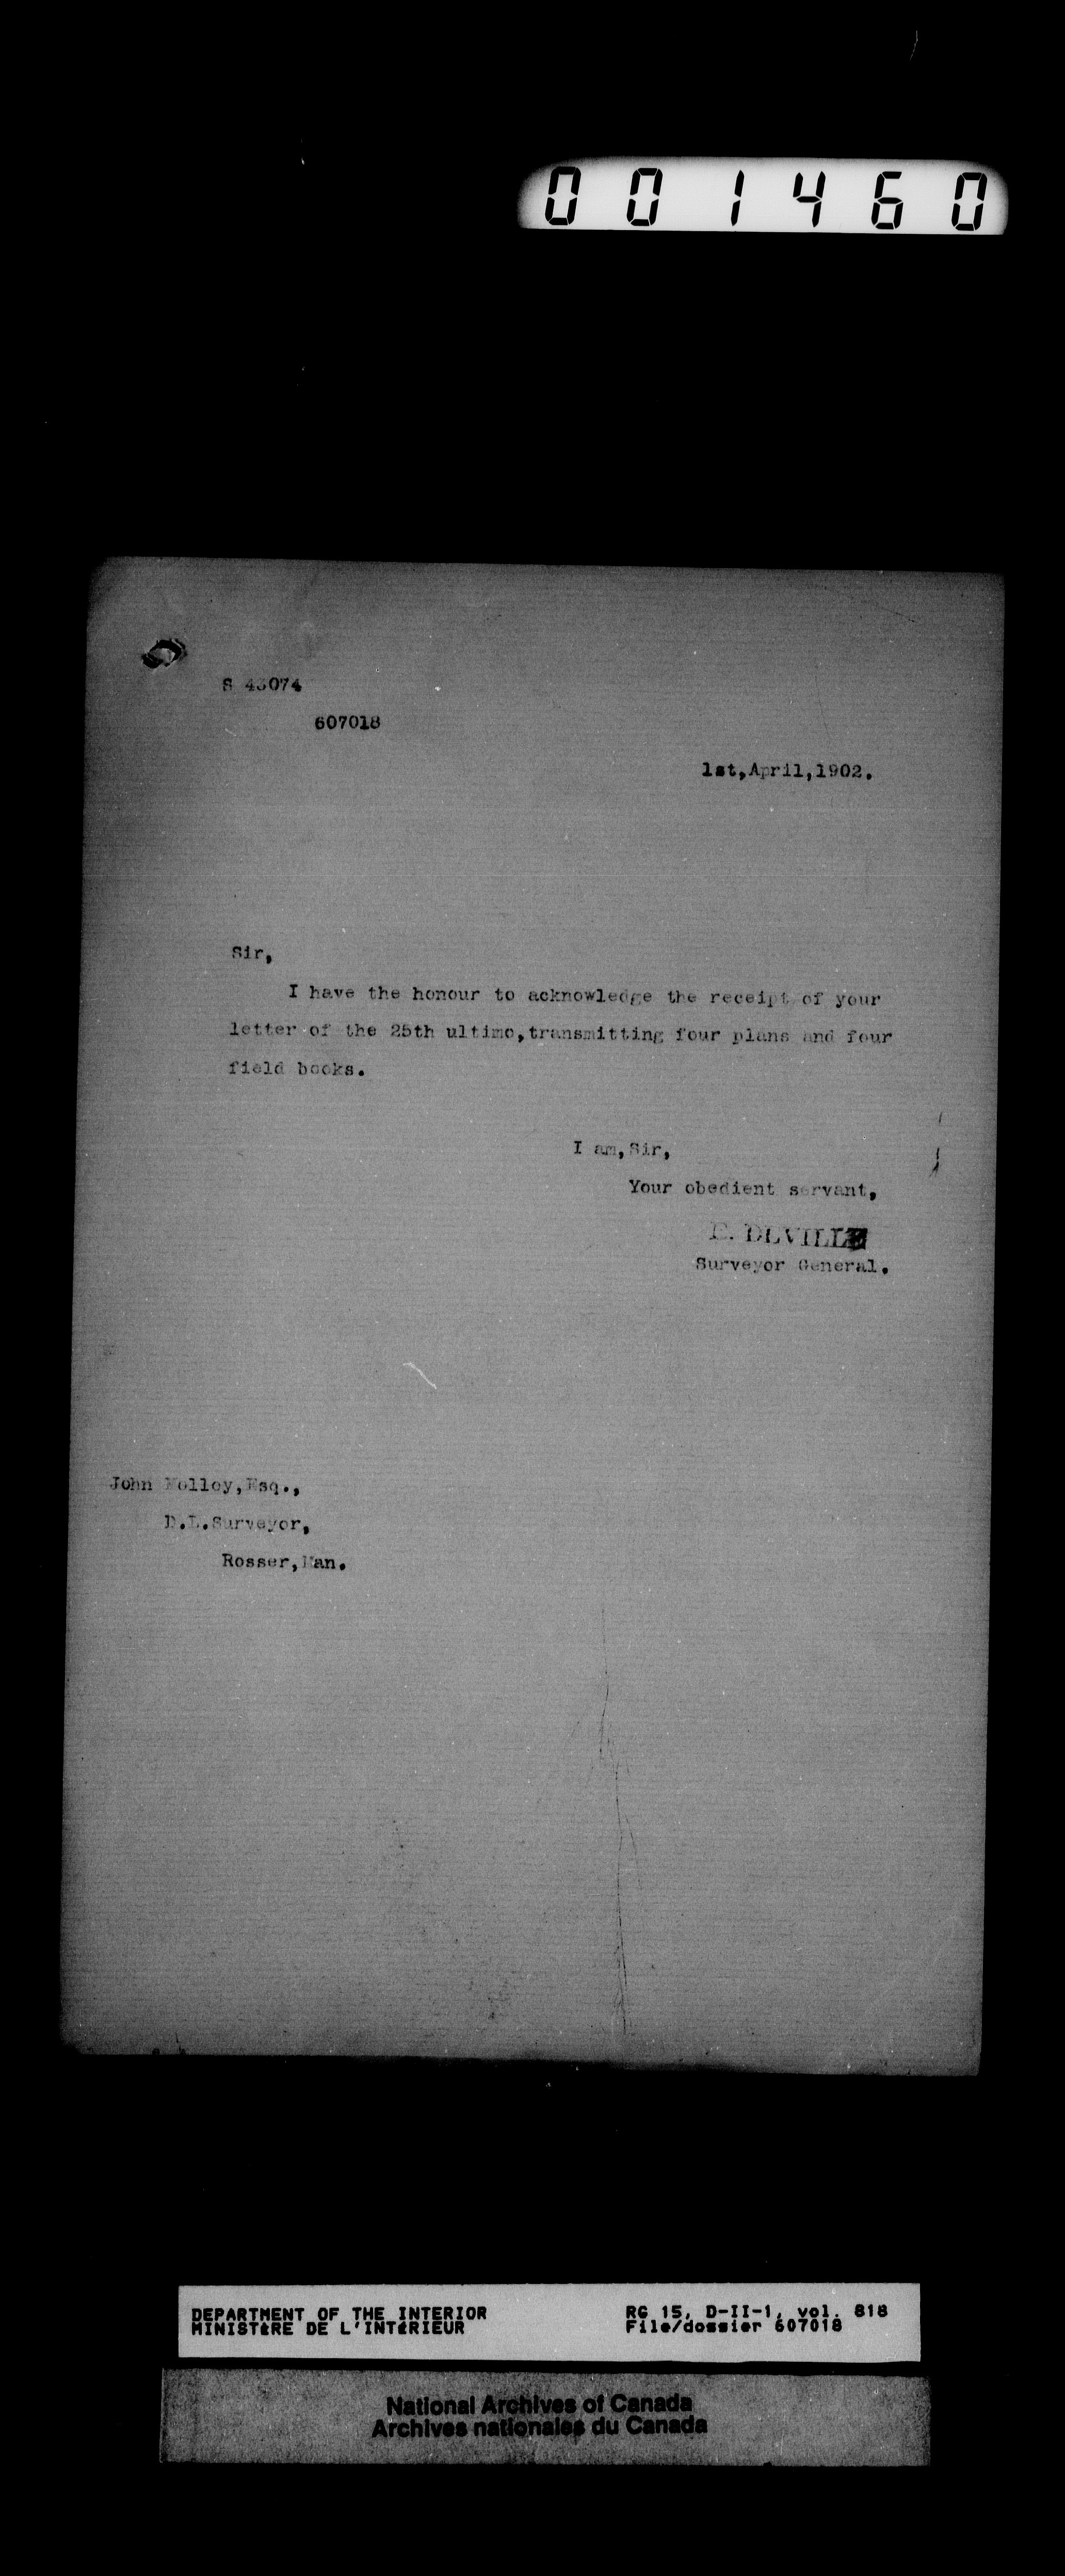 001460
607018
1st,April,1902.
Sir,
I have the honour to acknowledge the receipt of your
letter of the 25th ultimo,transmitting four plans and four
field books.
I am,Sir,
Your obedient servant,
E. DEVILLE
Surveyor General.
John Molloy,Esq.,
D.L.Surveyor,
Rosser,Man.
DEPARTMENT OF THE INTERIOR RG 15, D-II-1, vol. 818
MINISTÈRE DE L'INTÉRIEUR File/dossier 607018
National Archives of Canada
Archives nationales du Canada